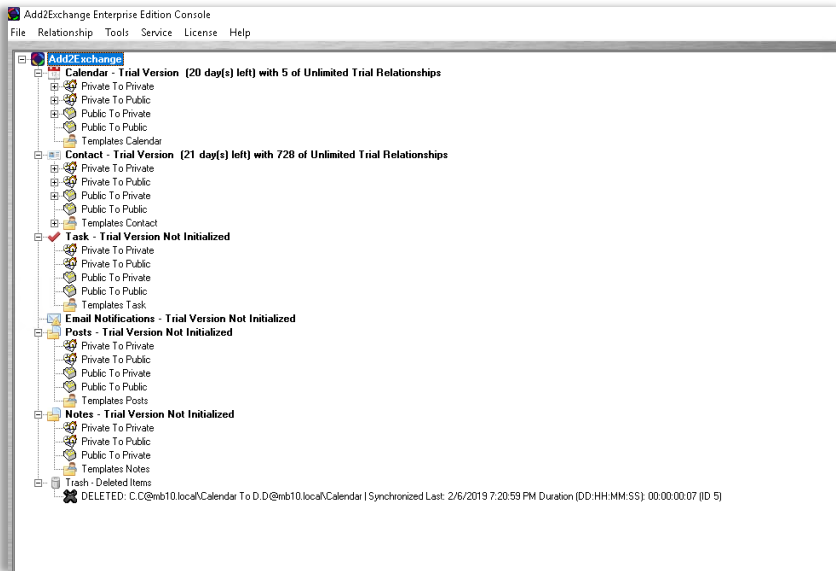 Add2Exchange Enterprise Edition Console
File Relationship Tools Service License Help
Add2Exchange
Calendar - Trial Version (20 day(s) left) with 5 of Unlimited Trial Relationships
Private To Private
Private To Public
Public To Private
Public To Public
Templates Calendar
Contact - Trial Version (21 day(s) left) with 728 of Unlimited Trial Relationships
Private To Private
Private To Public
Public To Private
Public To Public
Templates Contact
Task - Trial Version Not Initialized
Private To Private
Private To Public
Public To Private
Public To Public
Templates Task
Email Notifications - Trial Version Not Initialized
Posts - Trial Version Not Initialized
Private To Private
Private To Public
Public To Private
Public To Public
Templates Posts
Notes - Trial Version Not Initialized
Private To Private
Private To Public
Public To Private
Templates Notes
Trash - Deleted Items
DELETED: C.C@mb10.local\Calendar To D.D@mb10.local\Calendar | Synchronized Last: 2/6/2019 7:20:59 PM Duration (DD:HH:MM:SS): 00:00:00:07 (ID 5)